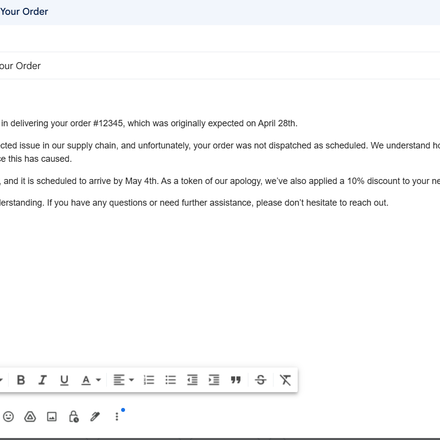 Your Order
our Order
in delivering your order #12345, which was originally expected on April 28th.
cted issue in our supply chain, and unfortunately, your order was not dispatched as scheduled. We understand
ce this has caused.
, and it is scheduled to arrive by May 4th. As a token of our apology, we've also applied a 10% discount to your
derstanding. If you have any questions or need further assistance, please don't hesitate to reach out.
B I U A